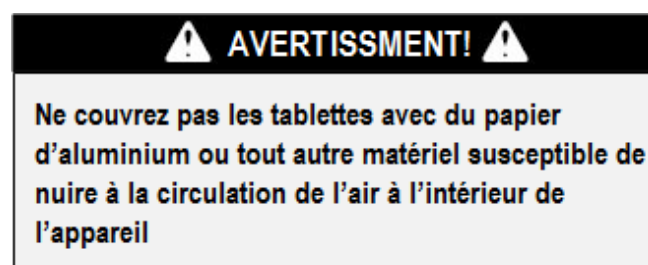 AVERTISSMENT!
Ne couvrez pas les tablettes avec du papier
d'aluminium ou tout autre matériel susceptible de
nuire à la circulation de l'air à l'intérieur de
l'appareil